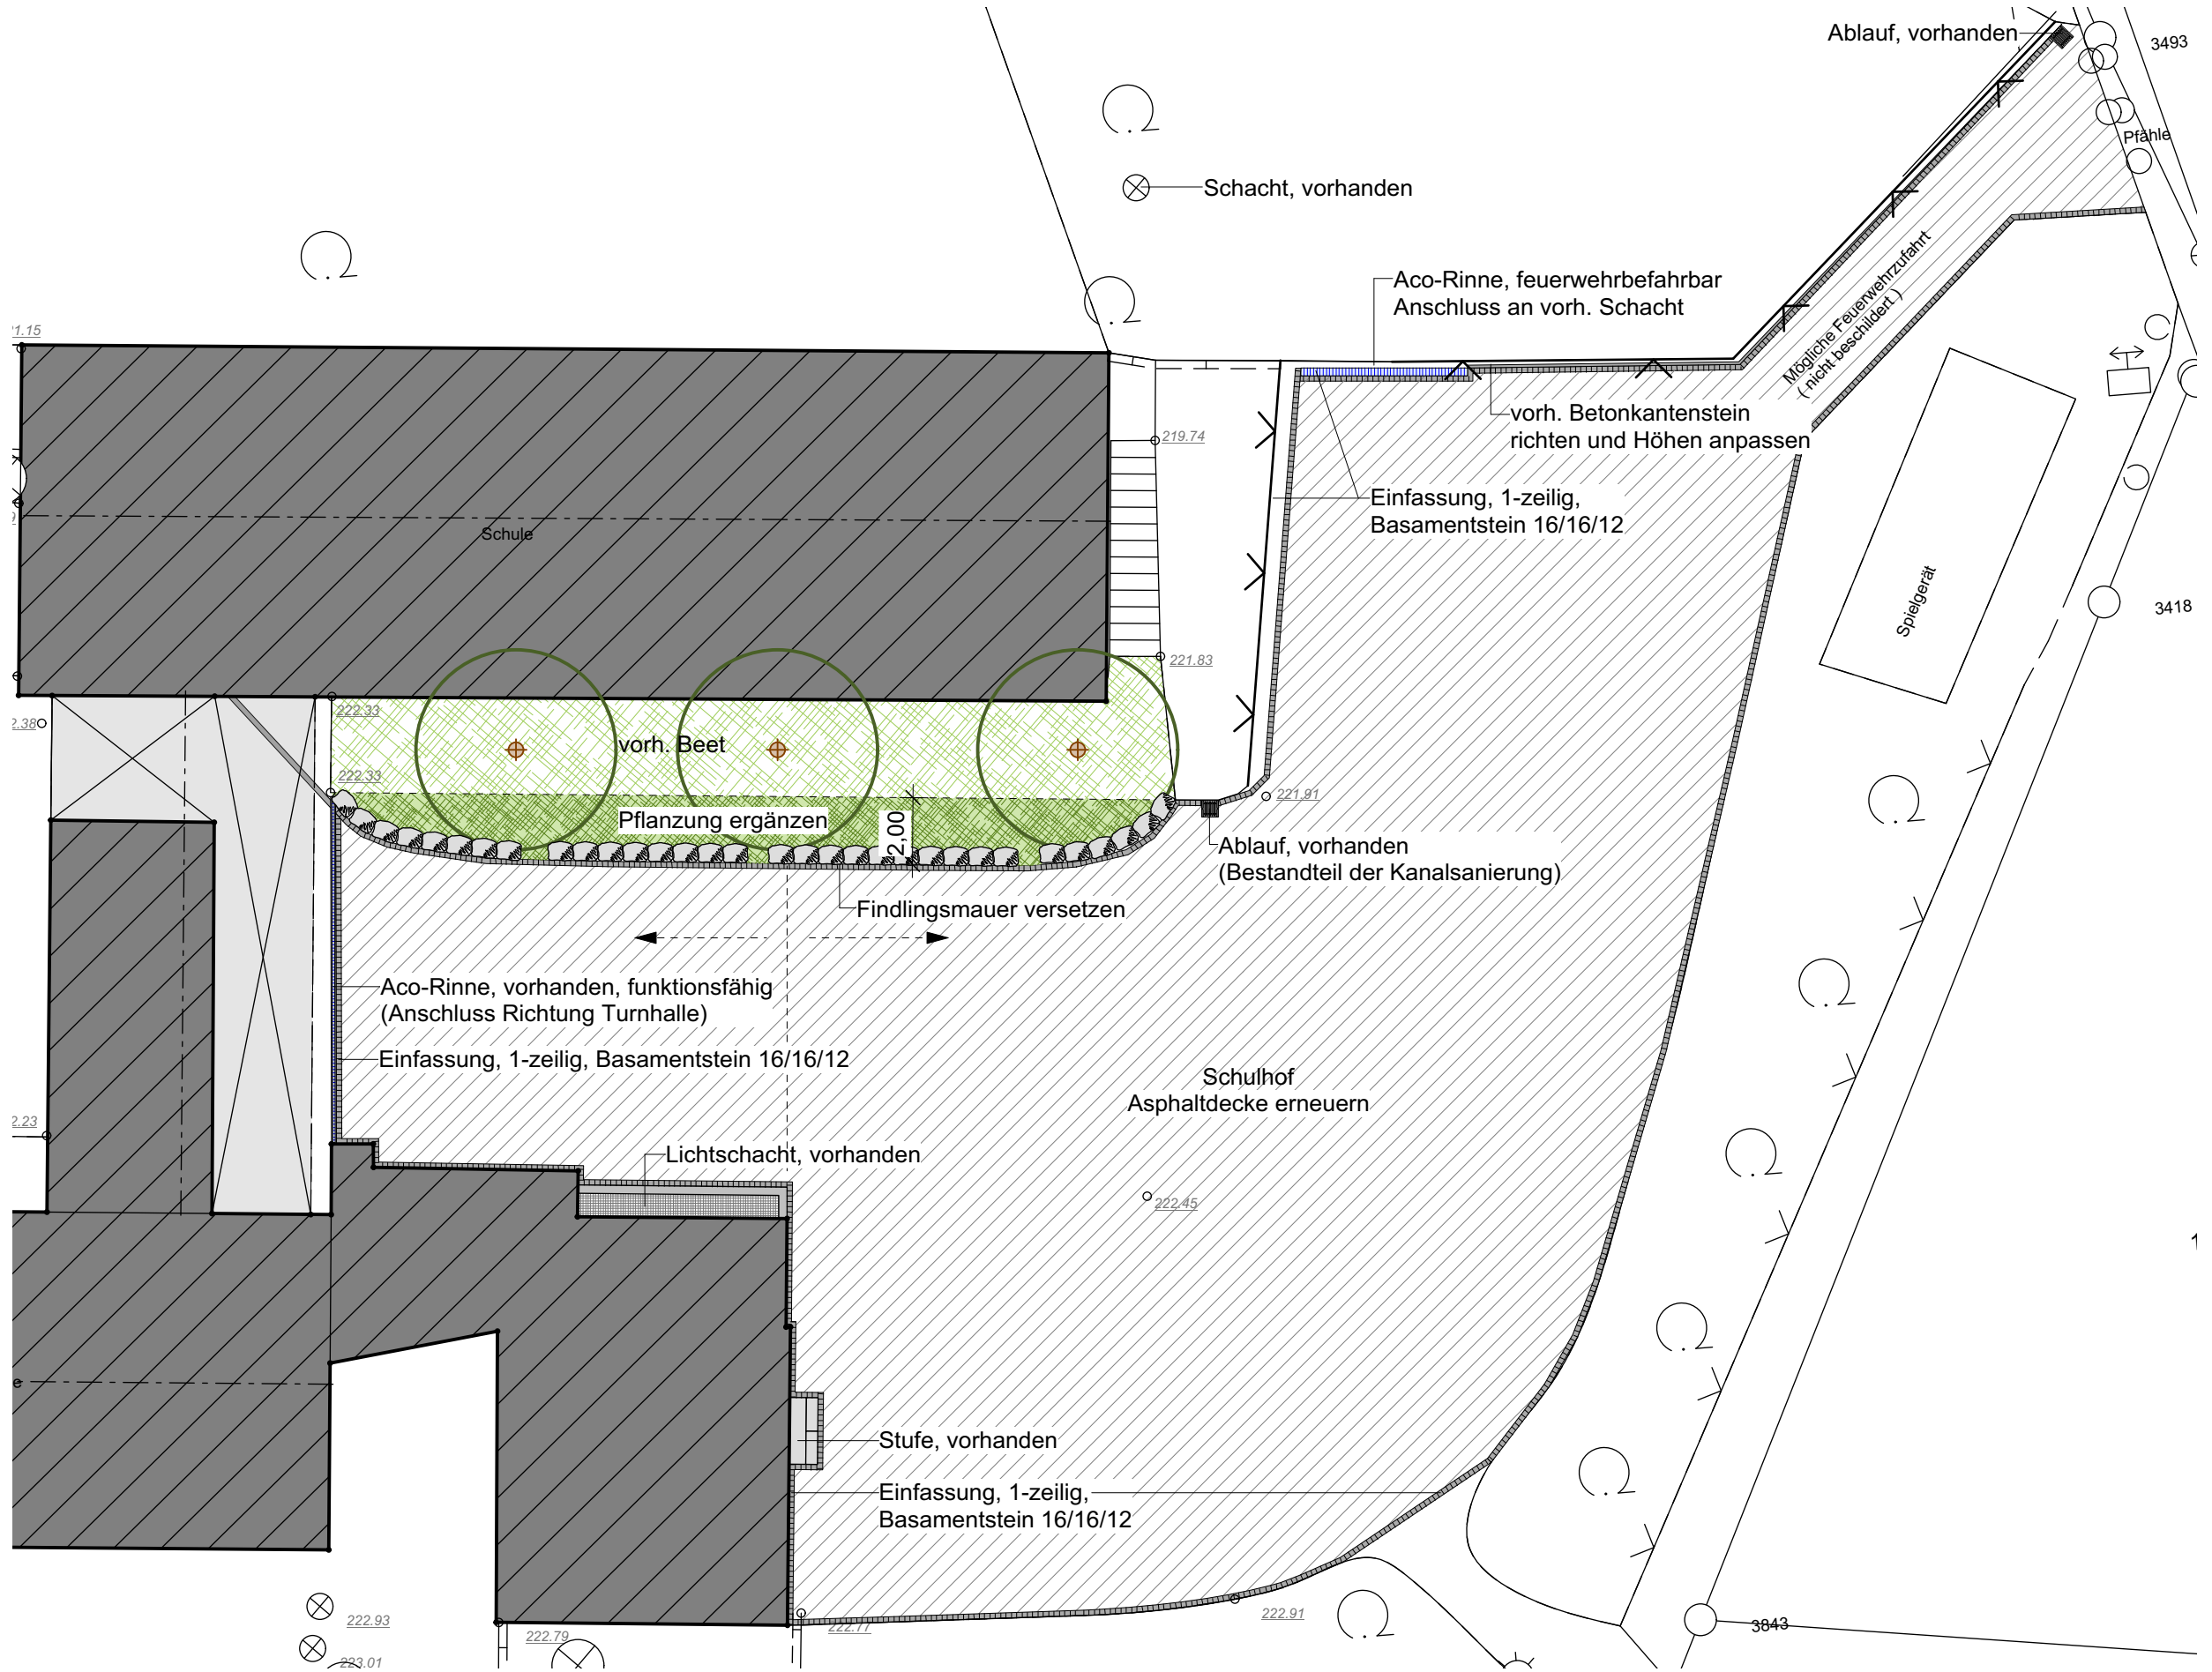 Ablauf, vorhanden
3493
Pfähle
Schacht, vorhanden
Aco-Rinne, feuerwehrbefahrbar
Anschluss an vorh. Schacht
Mögliche Feuerwehrzufahrt
( nicht beschildert )
1.15
vorh. Betonkantenstein
richten und Höhen anpassen
219.74
Einfassung, 1-zeilig,
Basamentstein 16/16/12
Schule
Spielgerät
3418
221.83
222.33
2.38
vorh. Beet
222.33
221.91
Pflanzung ergänzen
2,00
Ablauf, vorhanden
(Bestandteil der Kanalsanierung)
Findlingsmauer versetzen
Aco-Rinne, vorhanden, funktionsfähig
(Anschluss Richtung Turnhalle)
Einfassung, 1-zeilig, Basamentstein 16/16/12
Schulhof
Asphaltdecke erneuern
2.23
Lichtschacht, vorhanden
222.45
e
Stufe, vorhanden
Einfassung, 1-zeilig,
Basamentstein 16/16/12
222.93
222.79
222.77
222.91
3843
223.01